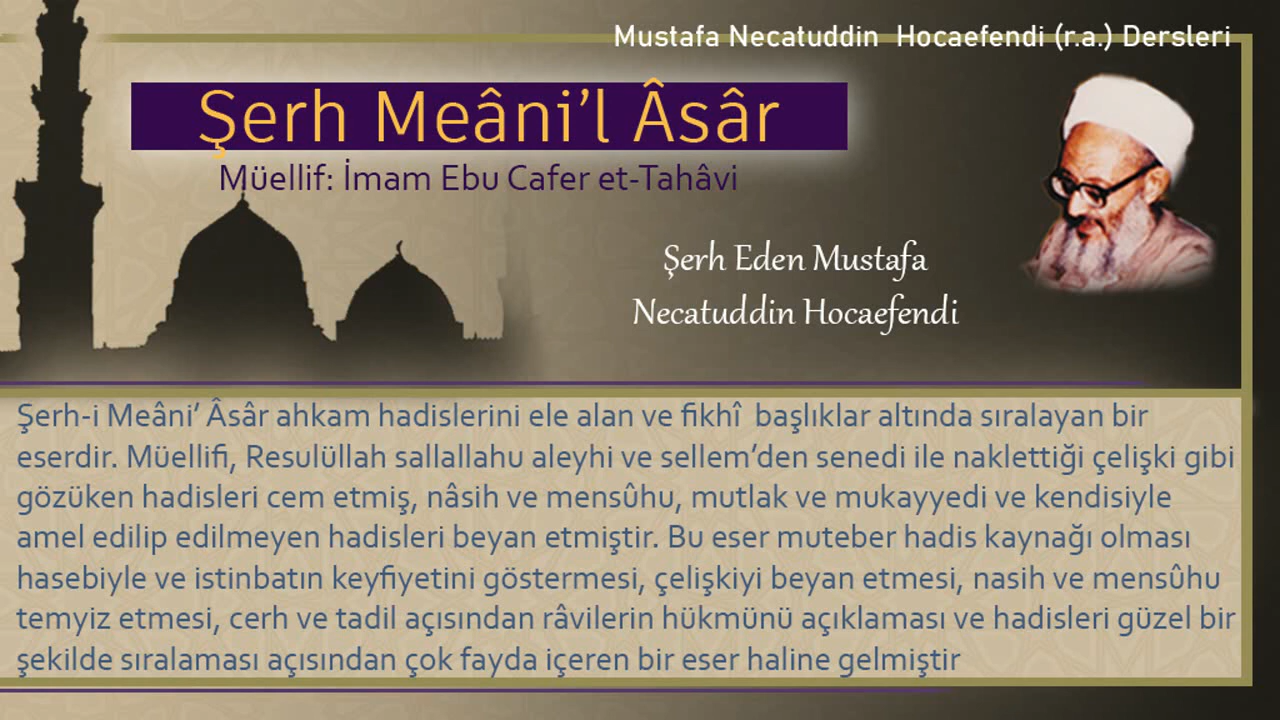 Mustafa Necatuddin Hocaefendi (r.a.) Dersleri
Şerh Meâni’l Âsâr
Müellif: İmam Ebu Cafer et-Tahâvi
Şerh Eden Mustafa
Necatuddin Hocaefendi
Şerh-i Meâni’ Âsâr ahkam hadislerini ele alan ve fikhî başlıklar altında sıralayan bir
eserdir. Müellifi, Resulüllah sallallahu aleyhi ve sellem’den senedi ile naklettiği çelişki gibi
gözüken hadisleri cem etmiş, nâsih ve mensûhu, mutlak ve mukayyedi ve kendisiyle
amel edilip edilmeyen hadisleri beyan etmiştir. Bu eser muteber hadis kaynağı olması
hasebiyle ve istinbatın keyfiyetini göstermesi, çelişkiyi beyan etmesi, nasih ve mensûhu
temyiz etmesi, cerh ve tadil açısından râvilerin hükmünü açıklaması ve hadisleri güzel bir
şekilde sıralaması açısından çok fayda içeren bir eser haline gelmiştir